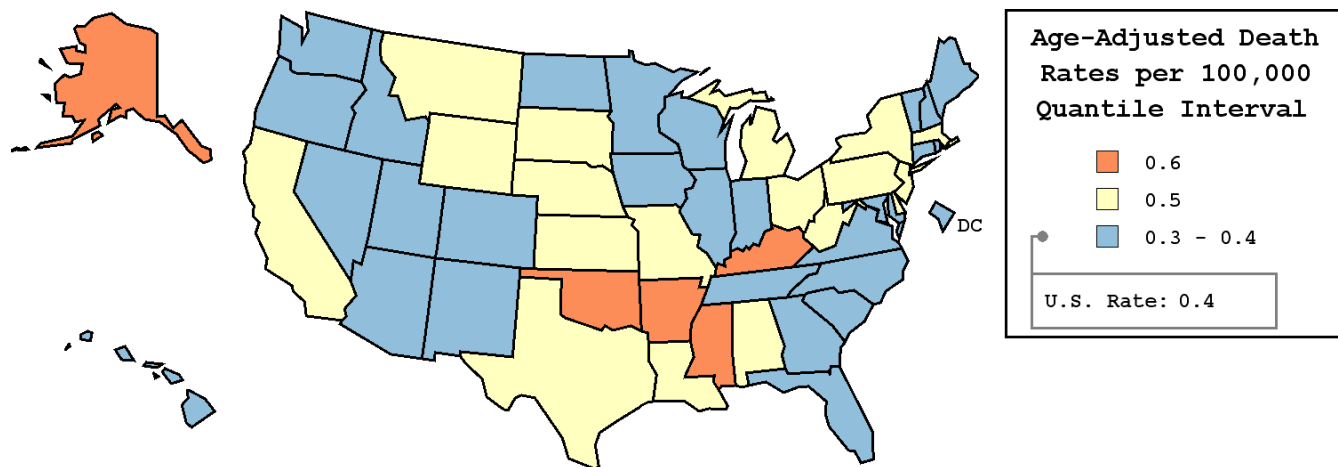 Age-Adjusted Death
Rates per 100,000
Quantile Interval
0.6
0.5
0.3 - 0.4
U.S. Rate: 0.4
DC